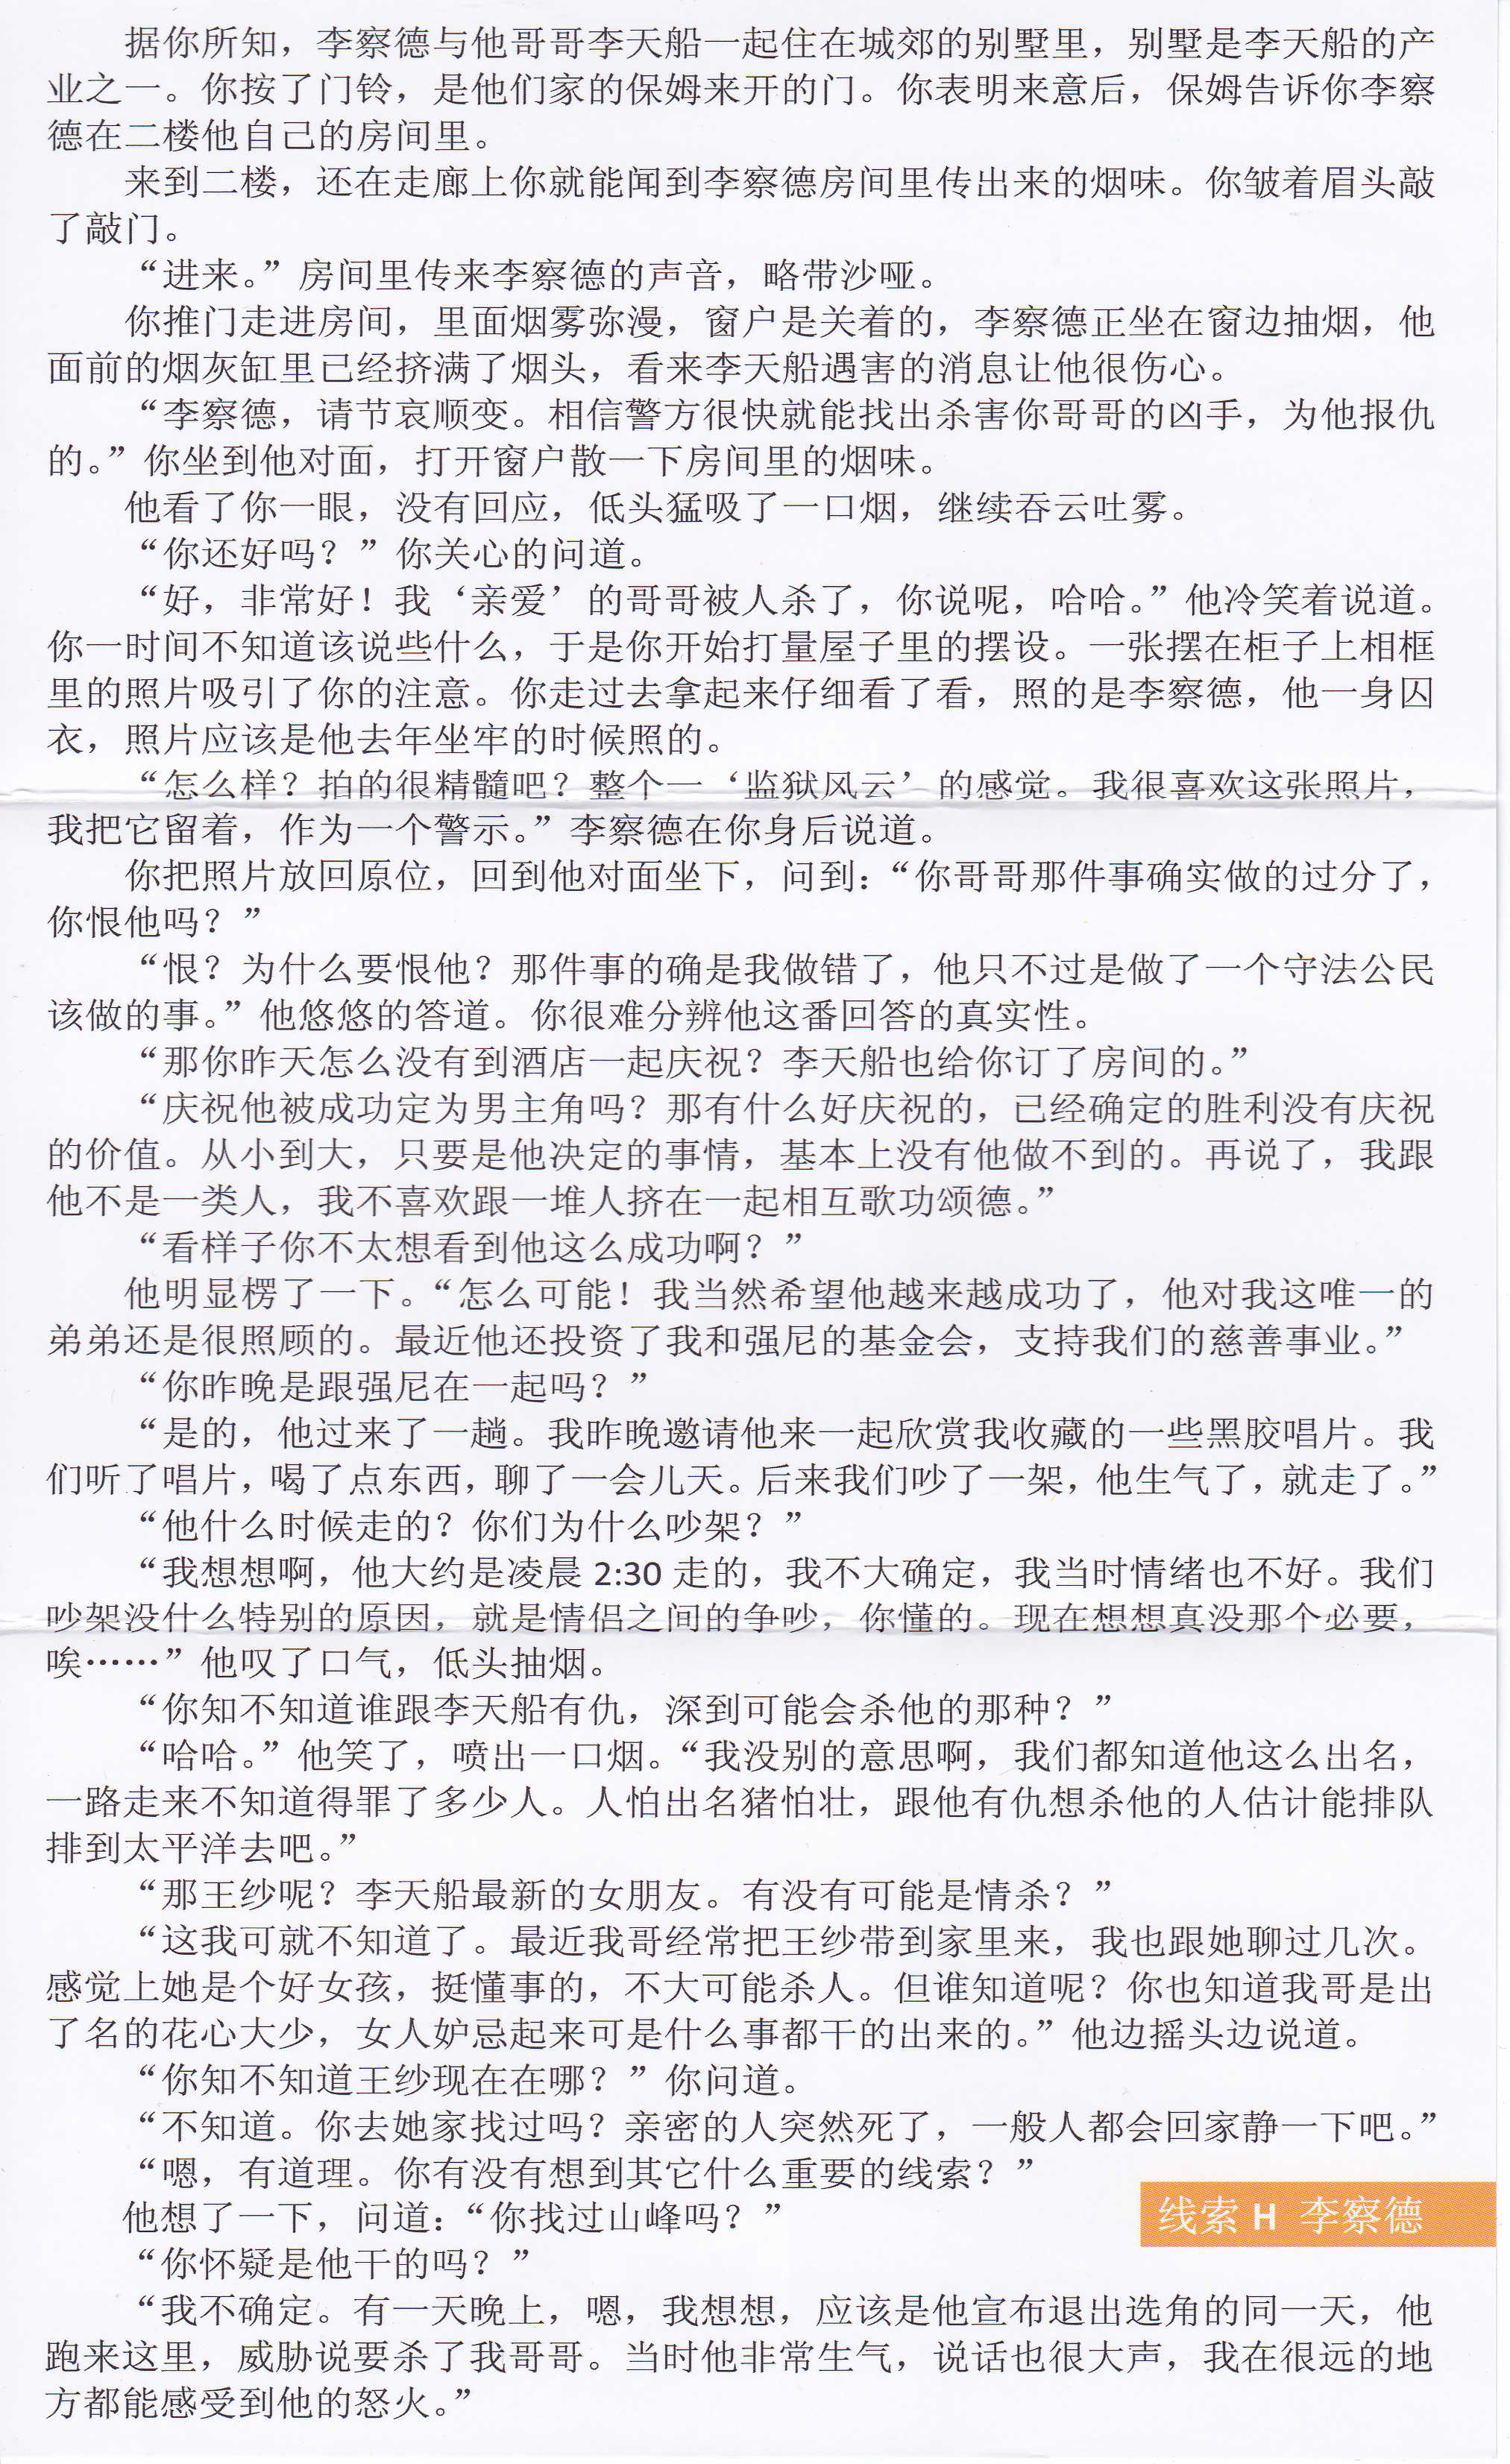 据你所知，李察德与他哥哥李天船一起住在城郊的别墅里，别墅是李天船的产
业之一。你按了门铃，是他们家的保姆来开的门。你表明来意后，保姆告诉你李察
德在二楼他自己的房间里。
来到二楼，还在走廊上你就能闻到李察德房间里传出来的烟味。你皱着眉头敲
了敲门。
“进来。”房间里传来李察德的声音，略带沙哑。
你推门走进房间，里面烟雾弥漫，窗户是关着的，李察德正坐在窗边抽烟，他
面前的烟灰缸里已经挤满了烟头，看来李天船遇害的消息让他很伤心。
“李察德，请节哀顺变。相信警方很快就能找出杀害你哥哥的凶手，为他报仇
的。”你坐到他对面，打开窗户散一下房间里的烟味。
他看了你一眼，没有回应，低头猛吸了一口烟，继续吞云吐雾。
“你还好吗？”你关心的问道。
“好，非常好！我‘亲爱’的哥哥被人杀了，你说呢，哈哈。”他冷笑着说道。
你一时间不知道该说些什么，于是你开始打量屋子里的摆设。一张摆在柜子上相框
里的照片吸引了你的注意。你走过去拿起来仔细看了看，照的是李察德，他一身囚
衣，照片应该是他去年坐牢的时候照的。
“怎么样？拍的很精髓吧？整个一‘监狱风云’的感觉。我很喜欢这张照片，
我把它留着，作为一个警示。”李察德在你身后说道。
你把照片放回原位，回到他对面坐下，问到：“你哥哥那件事确实做的过分了，
你恨他吗？”
“恨？为什么要恨他？那件事的确是我做错了，他只不过是做了一个守法公民
该做的事。”他悠悠的答道。你很难分辨他这番回答的真实性。
“那你昨天怎么没有到酒店一起庆祝？李天船也给你订了房间的。”
“庆祝他被成功定为男主角吗？那有什么好庆祝的，已经确定的胜利没有庆祝
的价值。从小到大，只要是他决定的事情，基本上没有他做不到的。再说了，我跟
他不是一类人，我不喜欢跟一堆人挤在一起相互歌功颂德。”
“看样子你不太想看到他这么成功啊？”
他明显楞了一下。“怎么可能！我当然希望他越来越成功了，他对我这唯一的
弟弟还是很照顾的。最近他还投资了我和强尼的基金会，支持我们的慈善事业。”
“你昨晚是跟强尼在一起吗？”
“是的，他过来了一趟。我昨晚邀请他来一起欣赏我收藏的一些黑胶唱片。我
们听了唱片，喝了点东西，聊了一会儿天。后来我们吵了一架，他生气了，就走了。”
“他什么时候走的？你们为什么吵架？”
“我想想啊，他大约是凌晨 2:30 走的，我不大确定，我当时情绪也不好。我们
吵架没什么特别的原因，就是情侣之间的争吵，你懂的。现在想想真没那个必要，
唉……”他叹了口气，低头抽烟。
“你知不知道谁跟李天船有仇，深到可能会杀他的那种？”
“哈哈。”他笑了，喷出一口烟。“我没别的意思啊，我们都知道他这么出名，
一路走来不知道得罪了多少人。人怕出名猪怕壮，跟他有仇想杀他的人估计能排队
排到太平洋去吧。”
“那王纱呢？李天船最新的女朋友。有没有可能是情杀？”
“这我可就不知道了。最近我哥经常把王纱带到家里来，我也跟她聊过几次。
感觉上她是个好女孩，挺懂事的，不大可能杀人。但谁知道呢？你也知道我哥是出
了名的花心大少，女人妒忌起来可是什么事都干的出来的。”他边摇头边说道。
“你知不知道王纱现在在哪？”你问道。
“不知道。你去她家找过吗？亲密的人突然死了，一般人都会回家静一下吧。”
“嗯，有道理。你有没有想到其它什么重要的线索？”
他想了一下，问道：“你找过山峰吗？”
线索 H 李察德
“你怀疑是他干的吗？”
“我不确定。有一天晚上，嗯，我想想，应该是他宣布退出选角的同一天，他
跑来这里，威胁说要杀了我哥哥。当时他非常生气，说话也很大声，我在很远的地
方都能感受到他的怒火。”